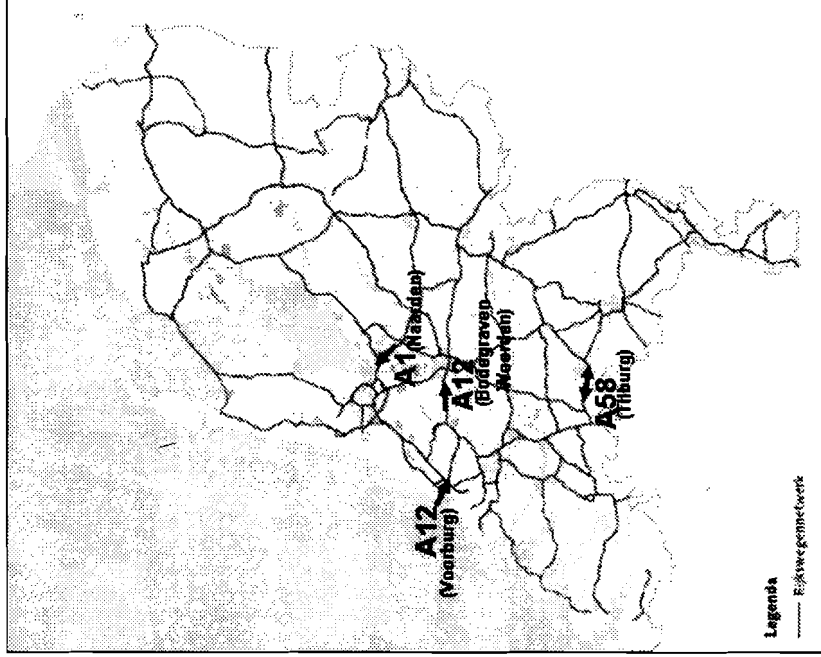 A1
(Naarden)
A12
(Bodegraven
Woerden)
A12
(Voorburg)
A58
(Tilburg)
Legenda
Rijkswegennetwerk